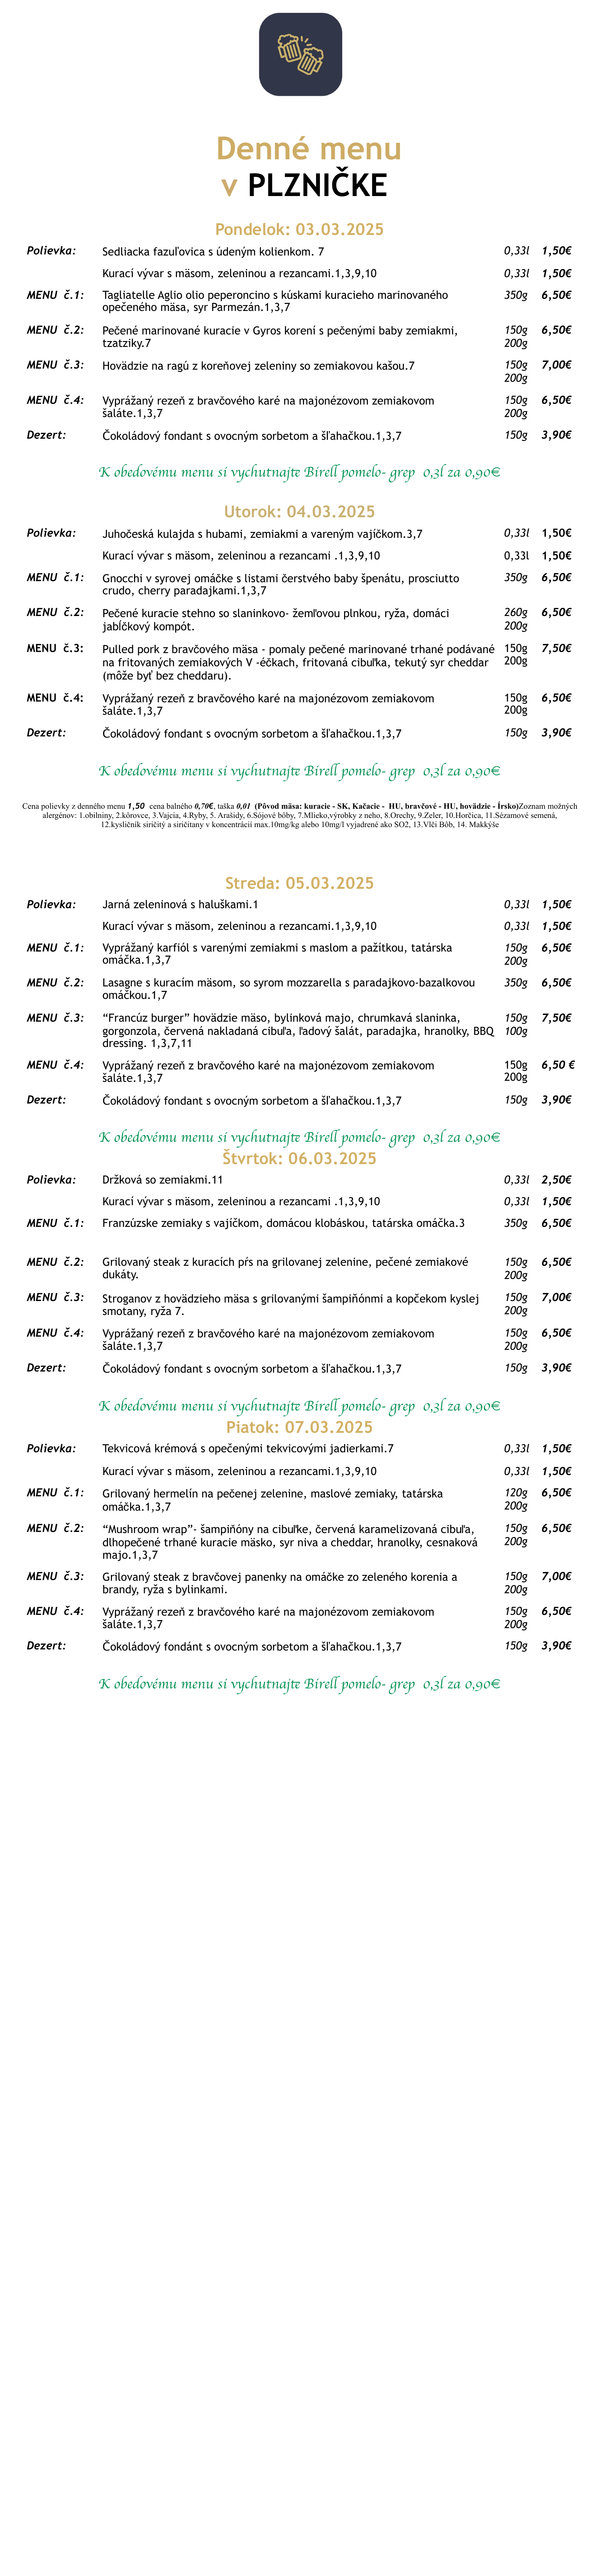 Denné menu
v PLZNIČKE
Pondelok: 03.03.2025
Polievka: Sedliacka fazuľovica s údeným kolienkom. 7 0,33l 1,50€
Kurací vývar s mäsom, zeleninou a rezancami.1,3,9,10 0,33l 1,50€
MENU č.1: Tagliatelle Aglio olio peperoncino s kúskami kuracieho marinovaného 350g 6,50€
opečeného mäsa, syr Parmezán.1,3,7
MENU č.2: Pečené marinované kuracie v Gyros korení s pečenými baby zemiakmi, 150g 6,50€
tzatziky.7 200g
MENU č.3: Hovädzie na ragú z koreňovej zeleniny so zemiakovou kašou.7 150g 7,00€
200g
MENU č.4: Vyprážaný rezeň z bravčového karé na majonézovom zemiakovom 150g 6,50€
šaláte.1,3,7 200g
Dezert: Čokoládový fondant s ovocným sorbetom a šľahačkou.1,3,7 150g 3,90€
K obedovému menu si vychutnajte Birell pomelo- grep 0,3l za 0,90€
Utorok: 04.03.2025
Polievka: Juhočeská kulajda s hubami, zemiakmi a vareným vajíčkom.3,7 0,33l 1,50€
Kurací vývar s mäsom, zeleninou a rezancami .1,3,9,10 0,33l 1,50€
MENU č.1: Gnocchi v syrovej omáčke s listami čerstvého baby špenátu, prosciutto 350g 6,50€
crudo, cherry paradajkami.1,3,7
MENU č.2: Pečené kuracie stehno so slaninkovo- žemľovou plnkou, ryža, domáci 260g 6,50€
jabĺčkový kompót. 200g
MENU č.3: Pulled pork z bravčového mäsa - pomaly pečené marinované trhané podávané 150g 7,50€
na fritovaných zemiakových V -éčkach, fritovaná cibuľka, tekutý syr cheddar 200g
(môže byť bez cheddaru).
MENU č.4: Vyprážaný rezeň z bravčového karé na majonézovom zemiakovom 150g 6,50€
šaláte.1,3,7 200g
Dezert: Čokoládový fondant s ovocným sorbetom a šľahačkou.1,3,7 150g 3,90€
K obedovému menu si vychutnajte Birell pomelo- grep 0,3l za 0,90€
Cena polievky z denného menu 1,50 cena balného 0,70€, taška 0,01 (Pôvod mäsa: kuracie - SK, Kačacie - HU, bravčové - HU, hovädzie - Írsko)Zoznam možných
alergénov: 1.obilniny, 2.kôrovce, 3.Vajcia, 4.Ryby, 5. Arašidy, 6.Sójové bôby, 7.Mlieko,výrobky z neho, 8.Orechy, 9.Zeler, 10.Horčica, 11.Sézamové semená,
12.kysličník siričitý a siričitany v koncentrácií max.10mg/kg alebo 10mg/l vyjadrené ako SO2, 13.Vlčí Bôb, 14. Makkýše
Streda: 05.03.2025
Polievka: Jarná zeleninová s haluškami.1 0,33l 1,50€
Kurací vývar s mäsom, zeleninou a rezancami.1,3,9,10 0,33l 1,50€
MENU č.1: Vyprážaný karfiól s varenými zemiakmi s maslom a pažítkou, tatárska 150g 6,50€
omáčka.1,3,7 200g
MENU č.2: Lasagne s kuracím mäsom, so syrom mozzarella s paradajkovo-bazalkovou 350g 6,50€
omáčkou.1,7
MENU č.3: “Francúz burger” hovädzie mäso, bylinková majo, chrumkavá slaninka, 150g 7,50€
gorgonzola, červená nakladaná cibuľa, ľadový šalát, paradajka, hranolky, BBQ 100g
dressing. 1,3,7,11
MENU č.4: Vyprážaný rezeň z bravčového karé na majonézovom zemiakovom 150g 6,50 €
šaláte.1,3,7 200g
Dezert: Čokoládový fondant s ovocným sorbetom a šľahačkou.1,3,7 150g 3,90€
K obedovému menu si vychutnajte Birell pomelo- grep 0,3l za 0,90€
Štvrtok: 06.03.2025
Polievka: Držková so zemiakmi.11 0,33l 2,50€
Kurací vývar s mäsom, zeleninou a rezancami .1,3,9,10 0,33l 1,50€
MENU č.1: Franzúzske zemiaky s vajíčkom, domácou klobáskou, tatárska omáčka.3 350g 6,50€
MENU č.2: Grilovaný steak z kuracích pŕs na grilovanej zelenine, pečené zemiakové 150g 6,50€
dukáty. 200g
MENU č.3: Stroganov z hovädzieho mäsa s grilovanými šampiňónmi a kopčekom kyslej 150g 7,00€
smotany, ryža 7. 200g
MENU č.4: Vyprážaný rezeň z bravčového karé na majonézovom zemiakovom 150g 6,50€
šaláte.1,3,7 200g
Dezert: Čokoládový fondant s ovocným sorbetom a šľahačkou.1,3,7 150g 3,90€
K obedovému menu si vychutnajte Birell pomelo- grep 0,3l za 0,90€
Piatok: 07.03.2025
Polievka: Tekvicová krémová s opečenými tekvicovými jadierkami.7 0,33l 1,50€
Kurací vývar s mäsom, zeleninou a rezancami.1,3,9,10 0,33l 1,50€
MENU č.1: Grilovaný hermelín na pečenej zelenine, maslové zemiaky, tatárska 120g 6,50€
omáčka.1,3,7 200g
MENU č.2: “Mushroom wrap”- šampiňóny na cibuľke, červená karamelizovaná cibuľa, 150g 6,50€
dlhopečené trhané kuracie mäsko, syr niva a cheddar, hranolky, cesnaková 200g
majo.1,3,7
MENU č.3: Grilovaný steak z bravčovej panenky na omáčke zo zeleného korenia a 150g 7,00€
brandy, ryža s bylinkami. 200g
MENU č.4: Vyprážaný rezeň z bravčového karé na majonézovom zemiakovom 150g 6,50€
šaláte.1,3,7 200g
Dezert: Čokoládový fondánt s ovocným sorbetom a šľahačkou.1,3,7 150g 3,90€
K obedovému menu si vychutnajte Birell pomelo- grep 0,3l za 0,90€